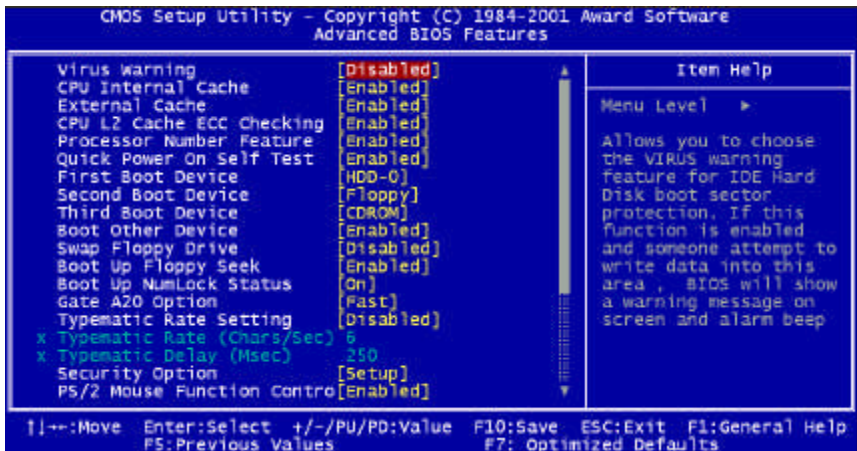 CMOS Setup Utility - Copyright (C) 1984-2001 Award Software
Advanced BIOS Features
Virus Warning [Disabled]
CPU Internal Cache [Enabled]
External Cache [Enabled]
CPU L2 Cache ECC Checking [Enabled]
Processor Number Feature [Enabled]
Quick Power On Self Test [Enabled]
First Boot Device [HDD-0]
Second Boot Device [Floppy]
Third Boot Device [CDROM]
Boot Other Device [Enabled]
Swap Floppy Drive [Disabled]
Boot Up Floppy Seek [Enabled]
Boot Up NumLock Status [On]
Gate A20 Option [Fast]
Typematic Rate Setting [Disabled]
x Typematic Rate (Chars/Sec) 6
x Typematic Delay (Msec) 250
Security Option [Setup]
PS/2 Mouse Function Contro[Enabled]
Item Help
Menu Level ►
Allows you to choose
the VIRUS warning
feature for IDE Hard
Disk boot sector
protection. If this
function is enabled
and someone attempt to
write data into this
area , BIOS will show
a warning message on
screen and alarm beep
↑↓→←:Move Enter:Select +/-/PU/PD:Value F10:Save ESC:Exit F1:General Help
F5:Previous Values F7: Optimized Defaults